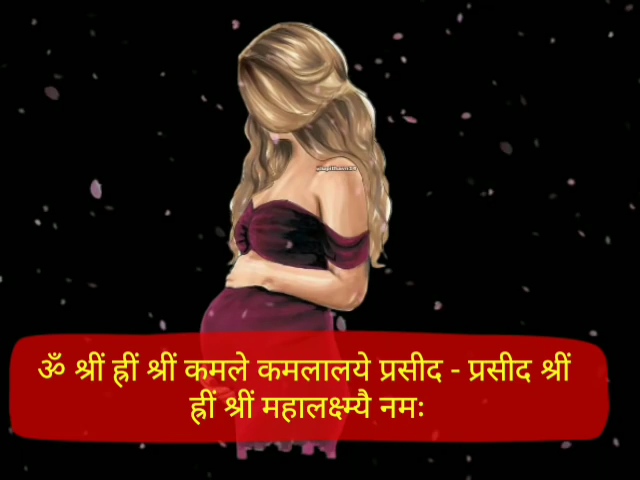 ॐ श्रीं ह्रीं श्रीं कमले कमलालये प्रसीद - प्रसीद श्रीं
ह्रीं श्रीं महालक्ष्म्यै नमः